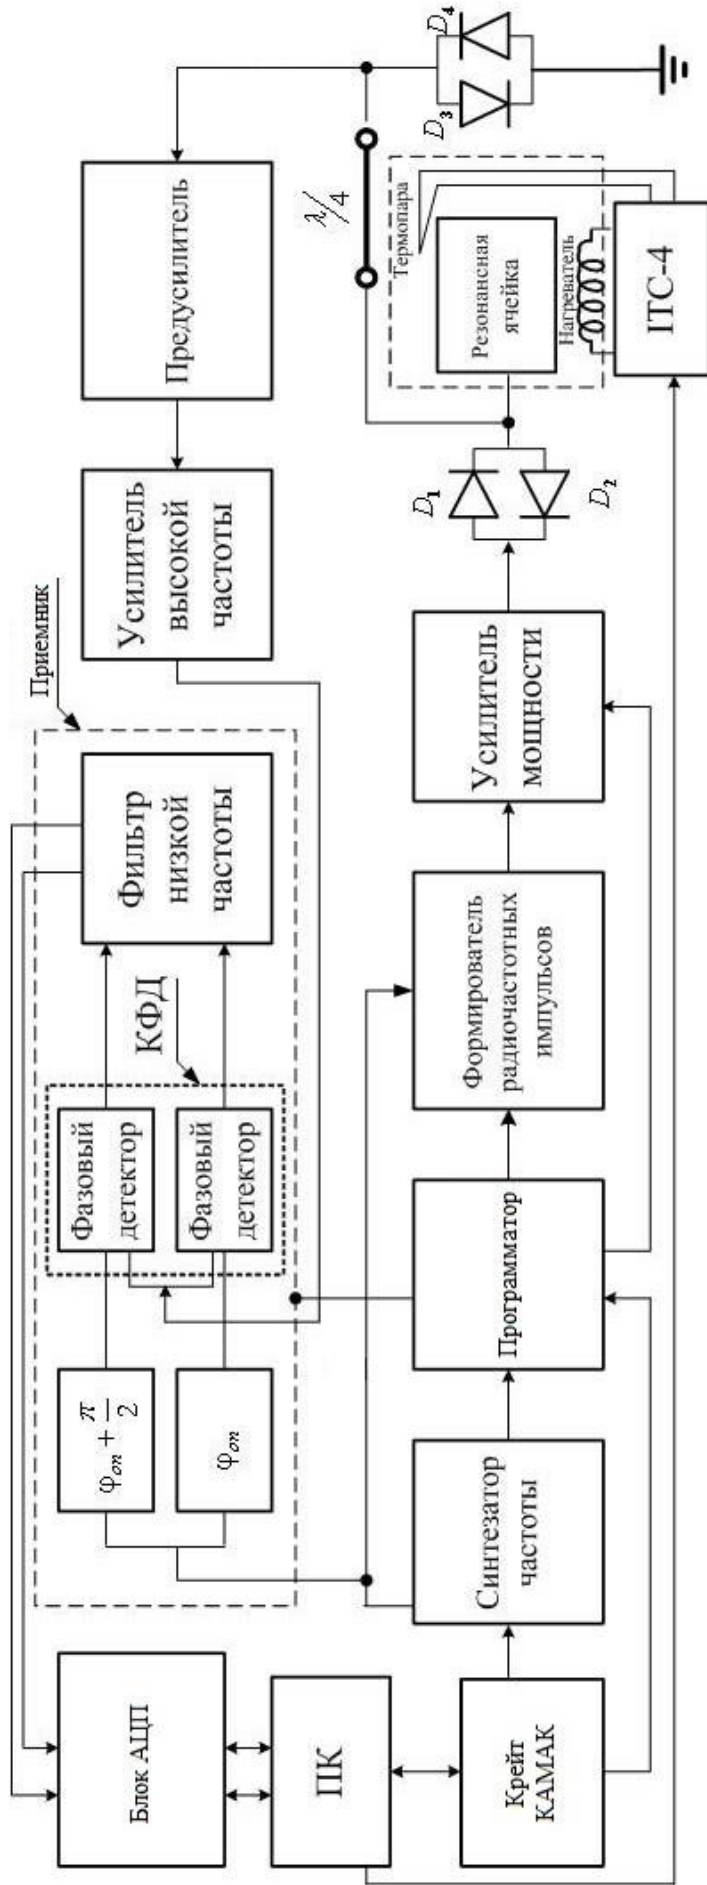 Приемник
КФД
Блок АЦП
φоп + π/2
φоп
Фазовый
детектор
Фазовый
детектор
Фильтр
низкой
частоты
Усилитель
высокой
частоты
Предусилитель
ПК
Крейт
КАМАК
Синтезатор
частоты
Программатор
Формирователь
радиочастотных
импульсов
Усилитель
мощности
D1
D2
λ/4
Термопара
Резонансная
ячейка
Нагреватель
ITC-4
D3
D4